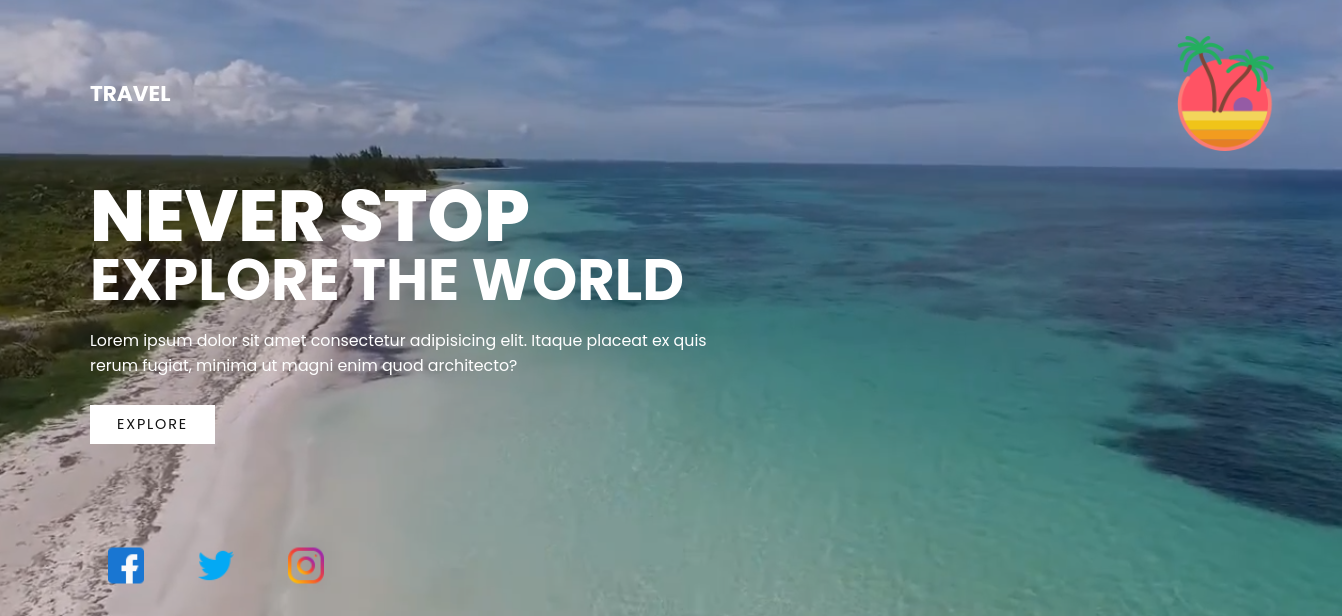 TRAVEL
NEVER STOP
EXPLORE THE WORLD
Lorem ipsum dolor sit amet consectetur adipisicing elit. Itaque placeat ex quis
rerum fugiat, minima ut magni enim quod architecto?
EXPLORE